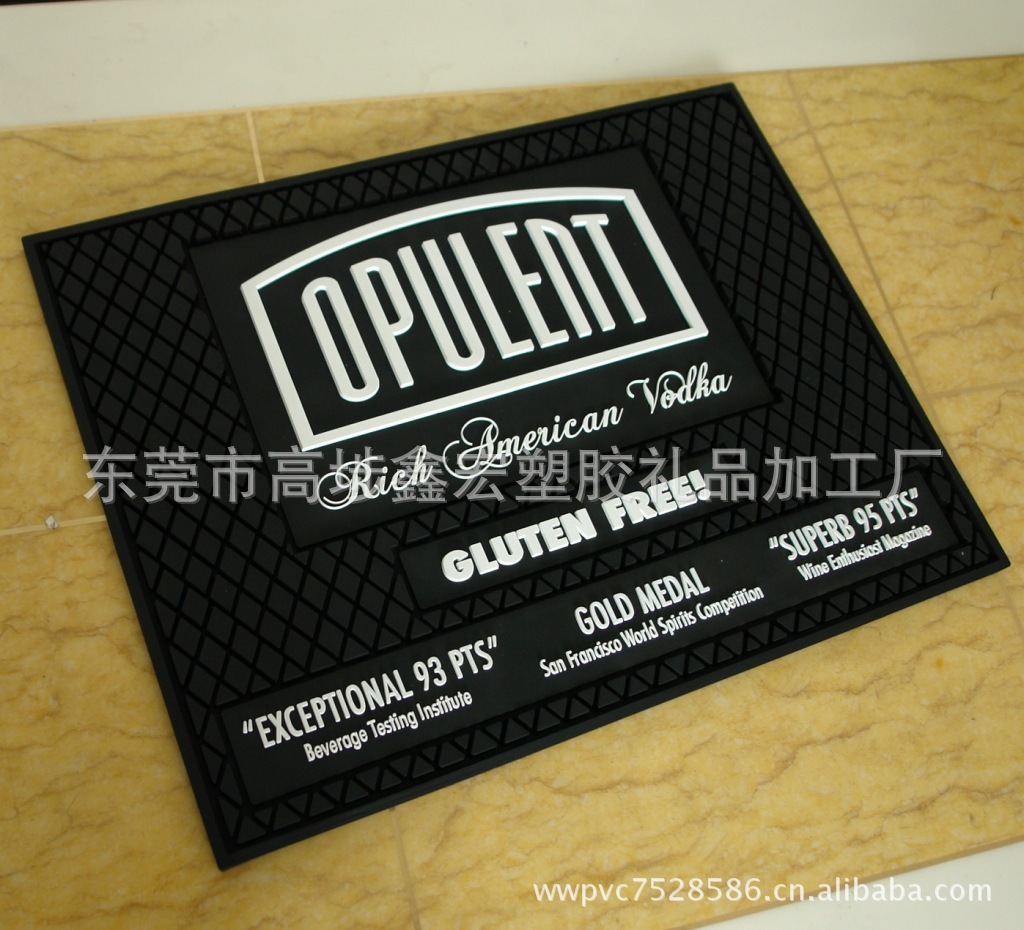 OPULENT
Rich American Vodka
东莞市高埗鑫宏塑胶礼品加工厂
GLUTEN FREE!
"SUPERB 95 PTS"
Wine Enthusiast Magazine
GOLD MEDAL
San Francisco World Spirits Competition
"EXCEPTIONAL 93 PTS"
Beverage Testing Institute
wwpvc7528586.cn.alibaba.com